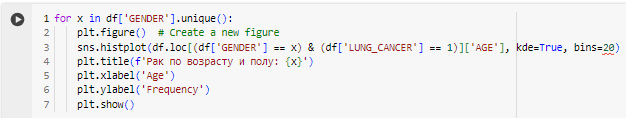 1 for x in df['GENDER'].unique():
2     plt.figure()  # Create a new figure
3     sns.histplot(df.loc[(df['GENDER'] == x) & (df['LUNG_CANCER'] == 1)]['AGE'], kde=True, bins=20)
4     plt.title(f'Рак по возрасту и полу: {x}')
5     plt.xlabel('Age')
6     plt.ylabel('Frequency')
7     plt.show()